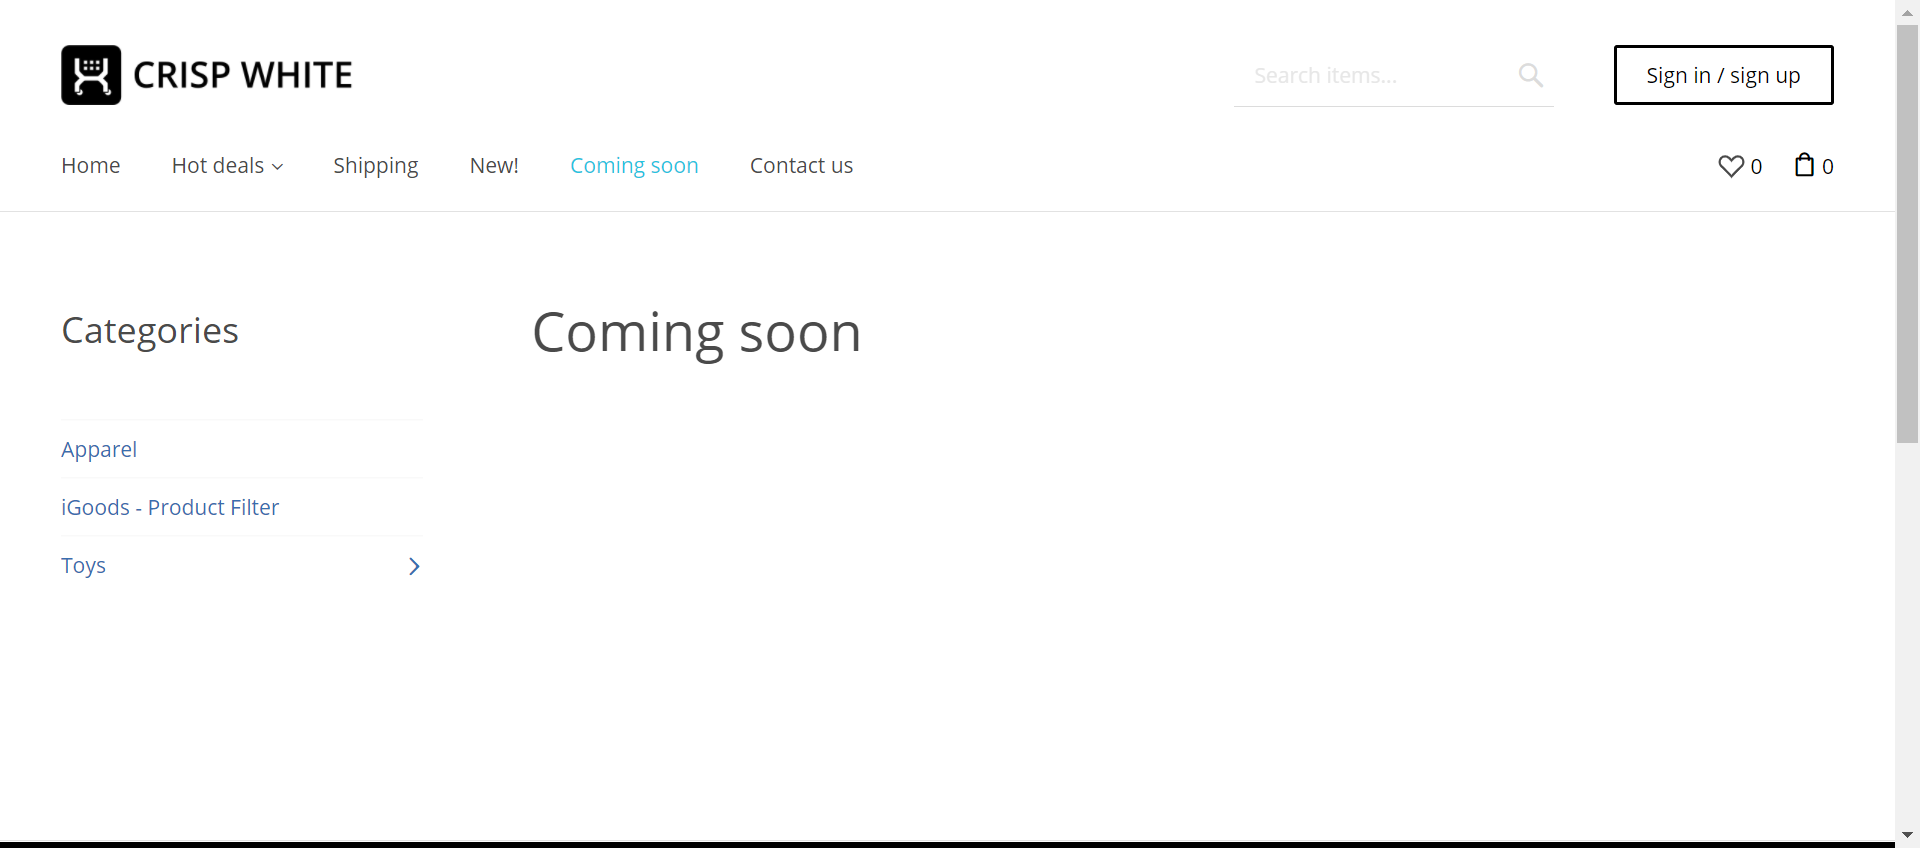 CRISP WHITE
Search items...
Sign in / sign up
Home
Hot deals
Shipping
New!
Coming soon
Contact us
0
0
Categories
Coming soon
Apparel
iGoods - Product Filter
Toys